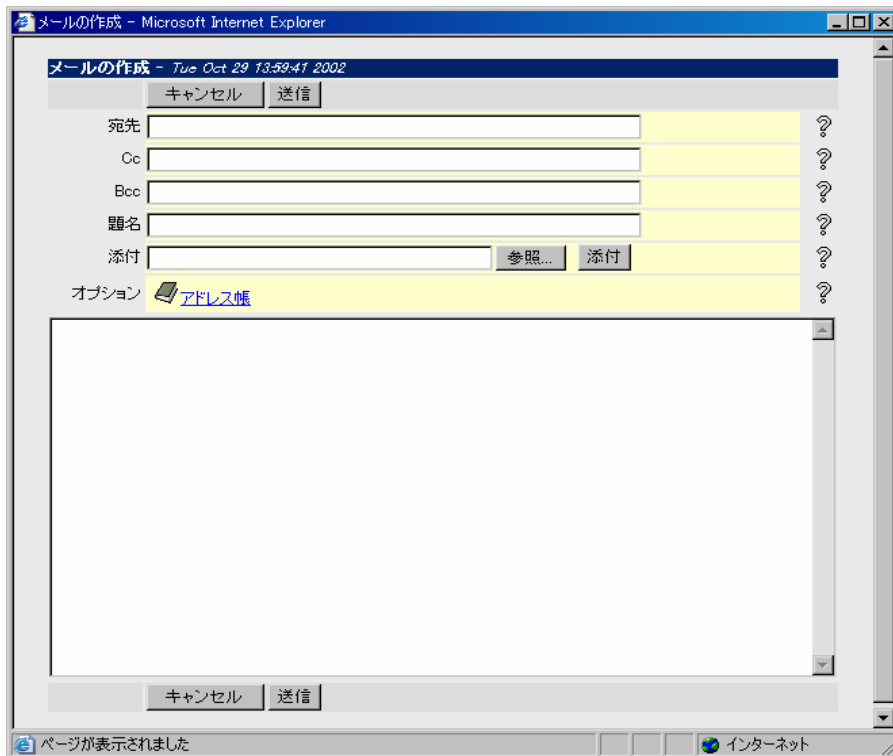 メールの作成 - Microsoft Internet Explorer
メールの作成 - Tue Oct 29 13:59:41 2002
キャンセル 送信
宛先
Cc
Bcc
題名
添付 参照... 添付
オプション アドレス帳
キャンセル 送信
ページが表示されました インターネット